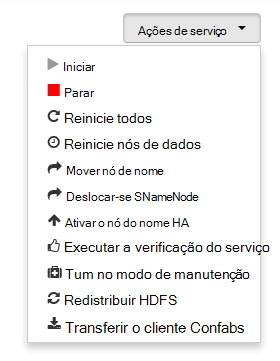 Ações de serviço
Iniciar
Parar
Reinicie todos
Reinicie nós de dados
Mover nó de nome
Deslocar-se SNameNode
Ativar o nó do nome HA
Executar a verificação do serviço
Tum no modo de manutenção
Redistribuir HDFS
Transferir o cliente Confabs